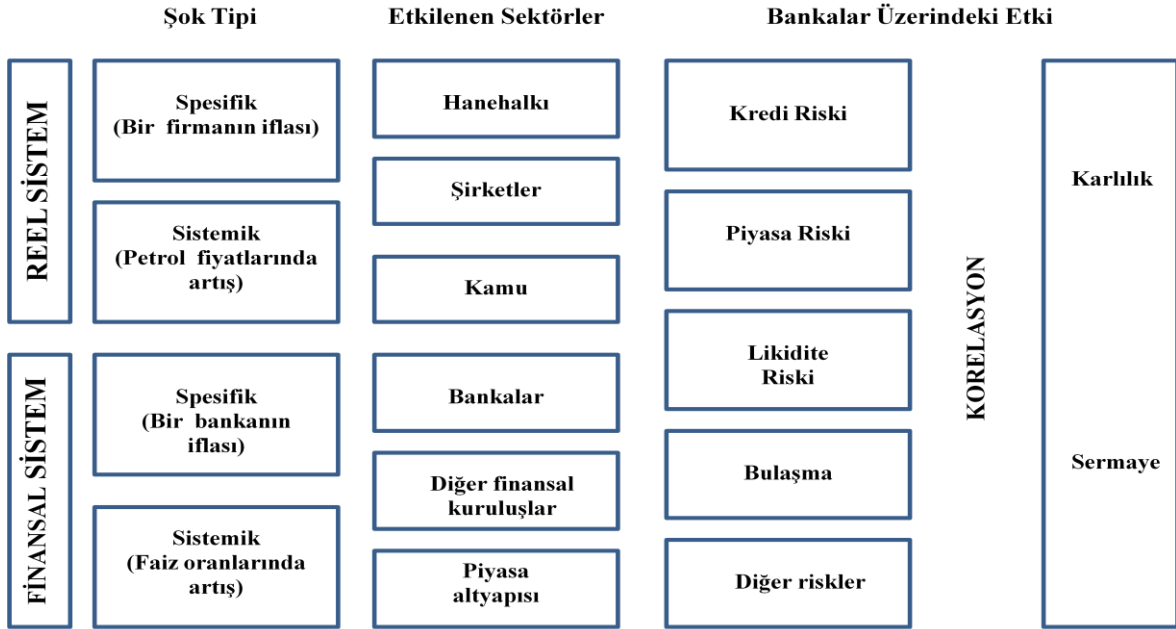 Şok Tipi
Etkilenen Sektörler
Bankalar Üzerindeki Etki
REEL SİSTEM
Spesifik
(Bir firmanın iflası)
Sistemik
(Petrol fiyatlarında
artış)
Hanehalkı
Şirketler
Kamu
FİNANSAL SİSTEM
Spesifik
(Bir bankanın
iflası)
Sistemik
(Faiz oranlarında
artış)
Bankalar
Diğer finansal
kuruluşlar
Piyasa
altyapısı
Kredi Riski
Piyasa Riski
Likidite
Riski
Bulaşma
Diğer riskler
KORELASYON
Karlılık
Sermaye